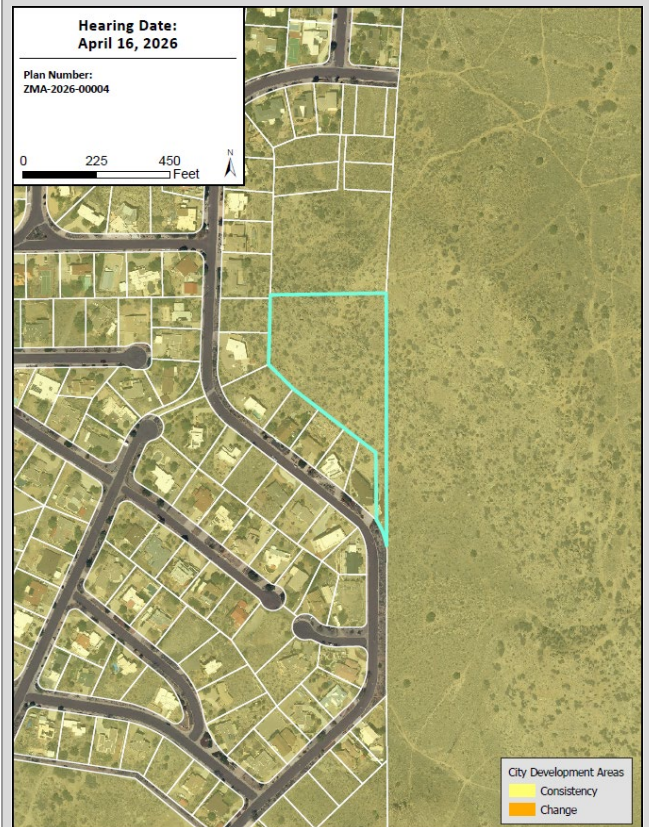 Hearing Date:
April 16, 2026
Plan Number:
ZMA-2026-00004
N
0 225 450
Feet
City Development Areas
Consistency
Change